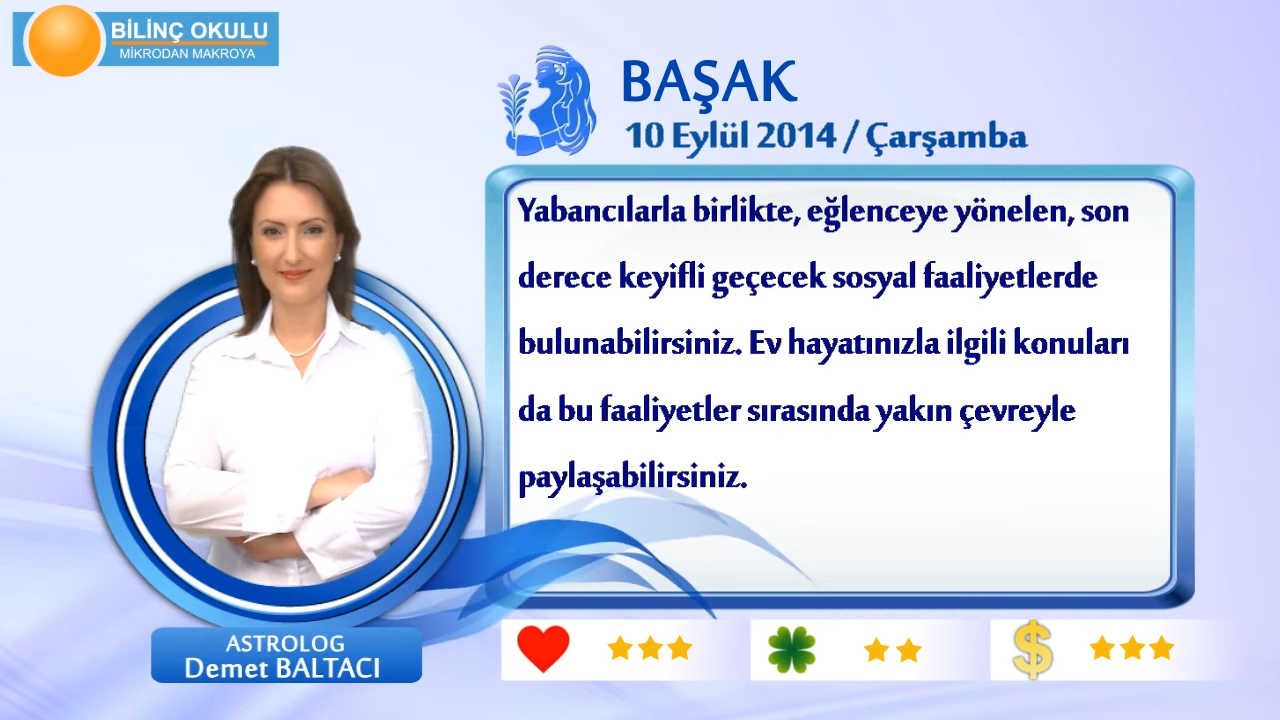 BİLİNÇ OKULU
MİKRODAN MAKROYA
BAŞAK
10 Eylül 2014 / Çarşamba
Yabancılarla birlikte, eğlenceye yönelen, son
derece keyifli geçecek sosyal faaliyetlerde
bulunabilirsiniz. Ev hayatınızla ilgili konuları
da bu faaliyetler sırasında yakın çevreyle
paylaşabilirsiniz.
ASTROLOG
Demet BALTACI